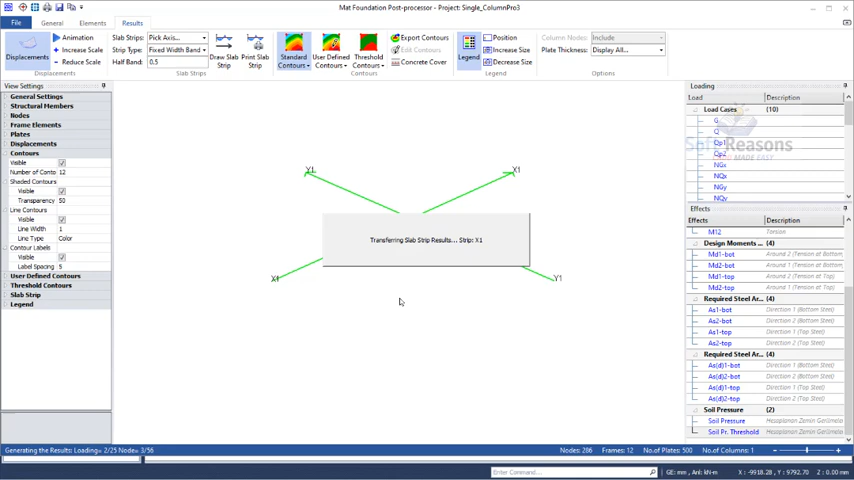 Mat Foundation Post-processor - Project: Single_ColumnPro3
File General Elements Results
Displacements
Animation
Increase Scale
Reduce Scale
Displacements
Slab Strips: Pick Axis...
Strip Type: Fixed Width Band
Half Band: 0.5
Draw Slab Strip
Print Slab Strip
Slab Strips
Standard Contours
User Defined Contours
Threshold Contours
Export Contours
Edit Contours
Concrete Cover
Contours
Legend
Position
Increase Size
Decrease Size
Legend
Column Nodes: Include
Plate Thickness: Display All...
Options
View Settings
General Settings
Structural Members
Nodes
Frame Elements
Plates
Displacements
Contours
Visible
Number of Conto 12
Shaded Contours
Visible
Transparency 50
Line Contours
Visible
Line Width 1
Line Type Color
Contour Labels
Visible
Label Spacing 5
User Defined Contours
Threshold Contours
Slab Strip
Legend
Y1
X1
Transferring Slab Strip Results... Strip: X1
X1
Y1
Loading
Load Description
Load Cases (10)
G
Q
Qp1
Qp2
NGx
NQx
NGy
NQy
MADE EASY
Effects
Effects Description
M12 Torsion
Design Moments ... (4)
Md1-bot Around 2 (Tension at Bottom)
Md2-bot Around 1 (Tension at Bottom)
Md1-top Around 2 (Tension at Top)
Md2-top Around 1 (Tension at Top)
Required Steel Ar... (4)
As1-bot Direction 1 (Bottom Steel)
As2-bot Direction 2 (Bottom Steel)
As1-top Direction 1 (Top Steel)
As2-top Direction 2 (Top Steel)
Required Steel Ar... (4)
As(d)1-bot Direction 1 (Bottom Steel)
As(d)2-bot Direction 2 (Bottom Steel)
As(d)1-top Direction 1 (Top Steel)
As(d)2-top Direction 2 (Top Steel)
Soil Pressure (2)
Soil Pressure Hesaplanan Zemin Gerilmele
Soil Pr. Threshold Hesaplanan Zemin Gerilmele
Generating the Results: Loading= 2/25 Node= 3/56
Nodes: 286 Frames: 12 No.of Plates: 500 No.of Columns: 1
Enter Command...
GE: mm , Anl: kN-m X : -9918.28 , Y : 9792.70 Z: 0.00 mm